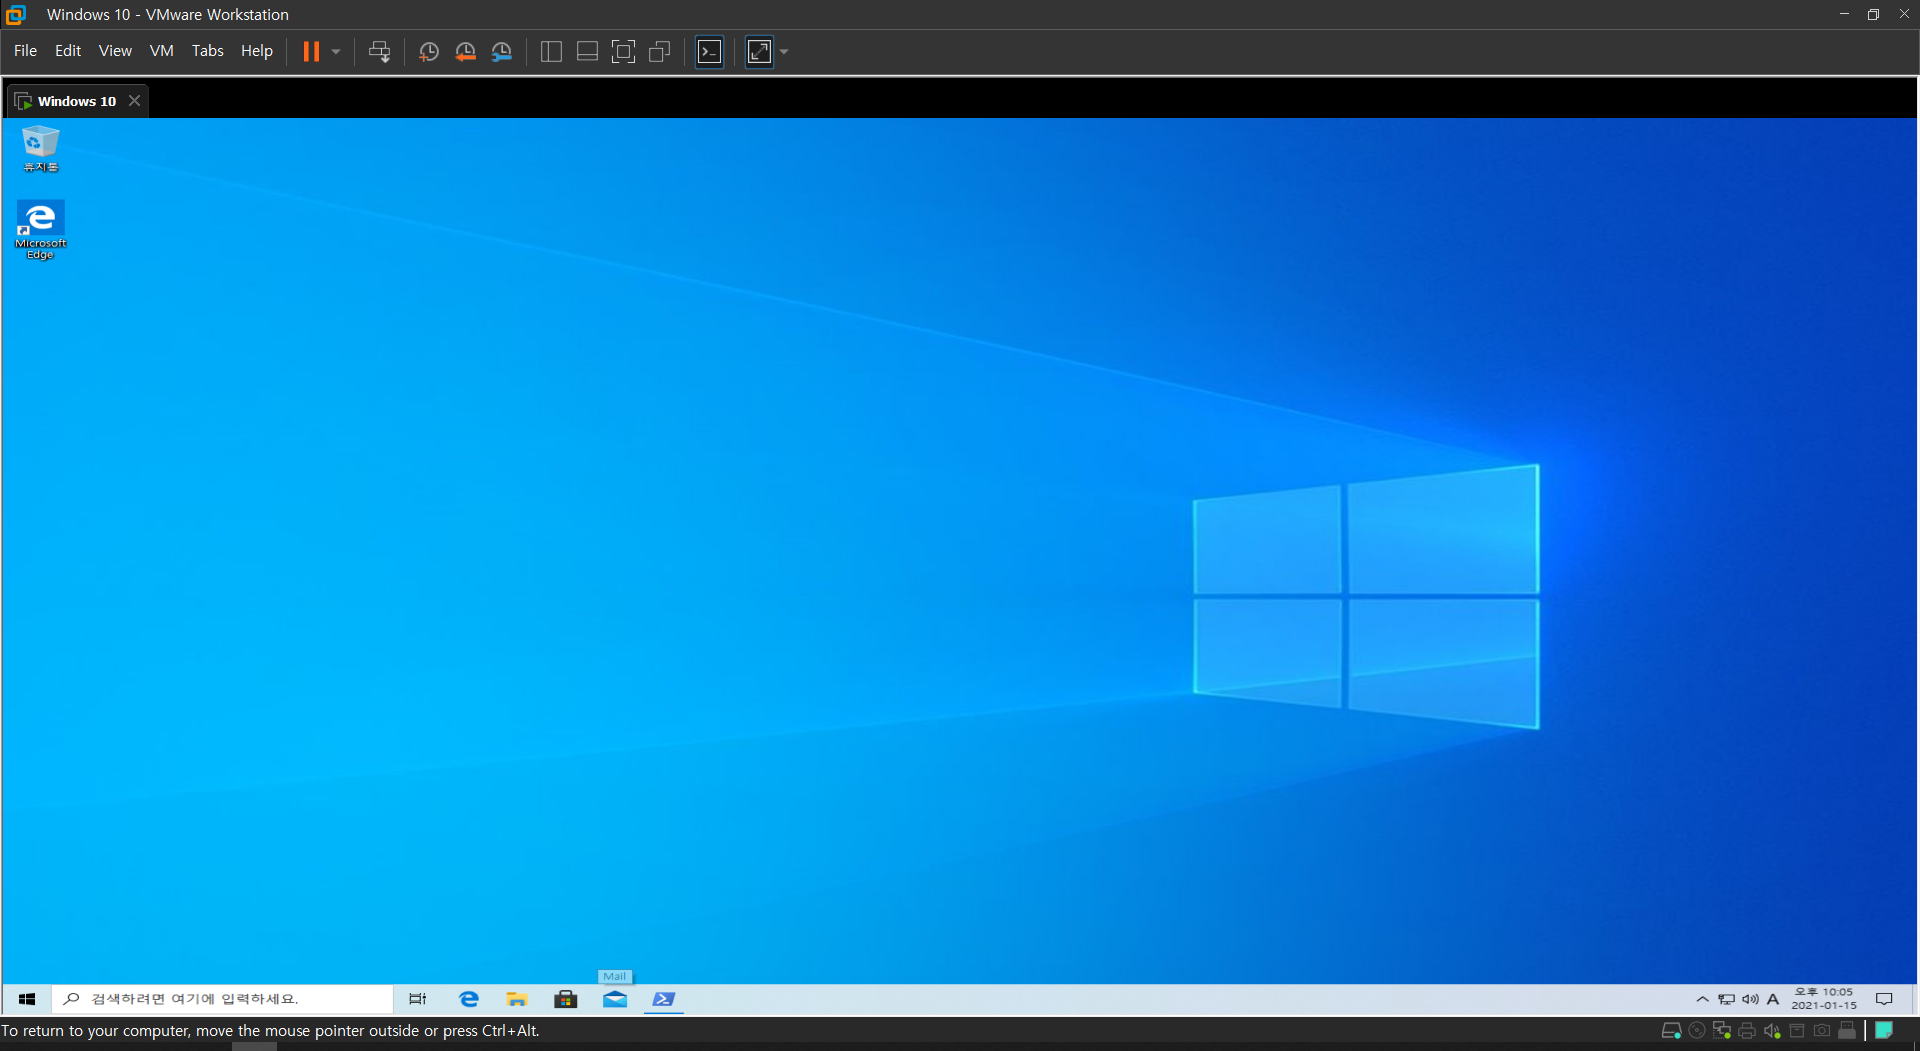 Windows 10 - VMware Workstation
File Edit View VM Tabs Help
Windows 10
휴지통
Microsoft
Edge
Mail
검색하려면 여기에 입력하세요.
A
오후 10:05
2021-01-15
To return to your computer, move the mouse pointer outside or press Ctrl+Alt.